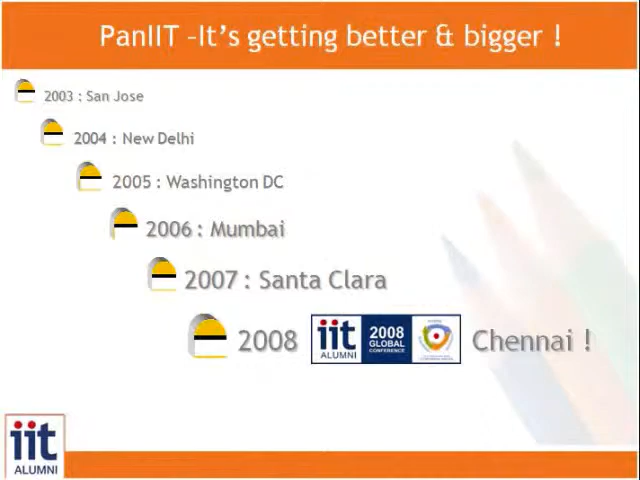 PanIIT –It's getting better & bigger !
2003 : San Jose
2004 : New Delhi
2005 : Washington DC
2006 : Mumbai
2007 : Santa Clara
2008 iit ALUMNI 2008 GLOBAL CONFERENCE Chennai !
iit
ALUMNI